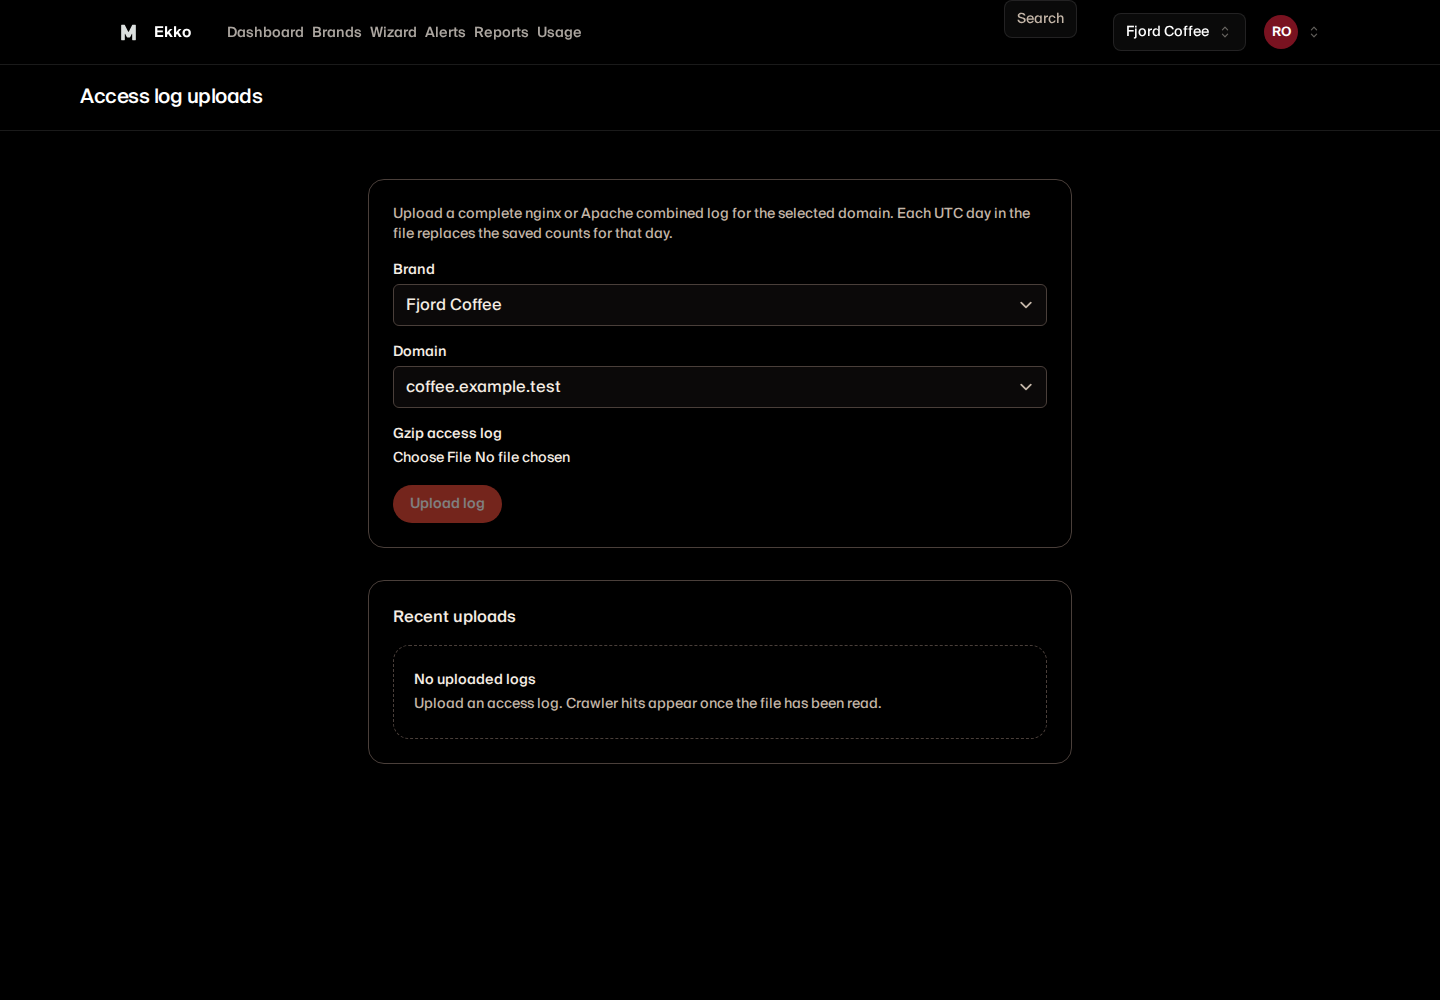 M Ekko Dashboard Brands Wizard Alerts Reports Usage Search Fjord Coffee RO
Access log uploads
Upload a complete nginx or Apache combined log for the selected domain. Each UTC day in the
file replaces the saved counts for that day.
Brand
Fjord Coffee
Domain
coffee.example.test
Gzip access log
Choose File No file chosen
Upload log
Recent uploads
No uploaded logs
Upload an access log. Crawler hits appear once the file has been read.